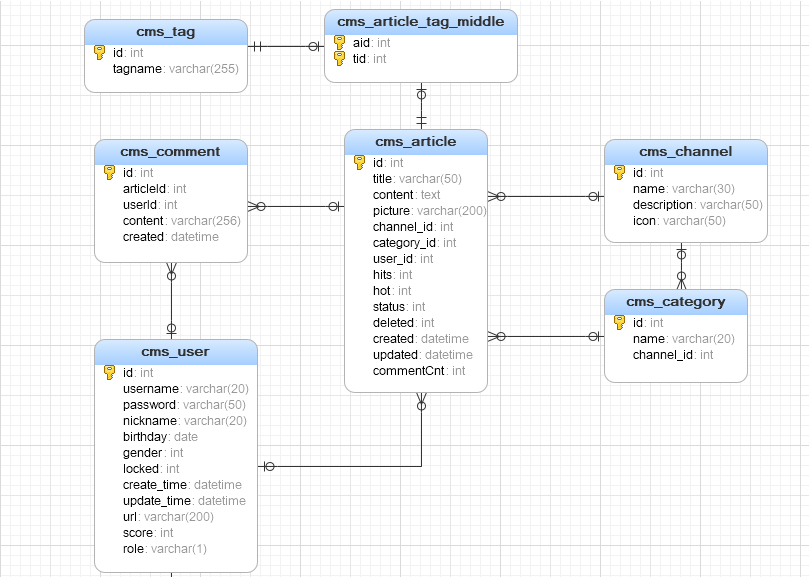 cms_tag
id: int
tagname: varchar(255)
cms_article_tag_middle
aid: int
tid: int
cms_comment
id: int
articleId: int
userId: int
content: varchar(256)
created: datetime
cms_article
id: int
title: varchar(50)
content: text
picture: varchar(200)
channel_id: int
category_id: int
user_id: int
hits: int
hot: int
status: int
deleted: int
created: datetime
updated: datetime
commentCnt: int
cms_channel
id: int
name: varchar(30)
description: varchar(50)
icon: varchar(50)
cms_category
id: int
name: varchar(20)
channel_id: int
cms_user
id: int
username: varchar(20)
password: varchar(50)
nickname: varchar(20)
birthday: date
gender: int
locked: int
create_time: datetime
update_time: datetime
url: varchar(200)
score: int
role: varchar(1)